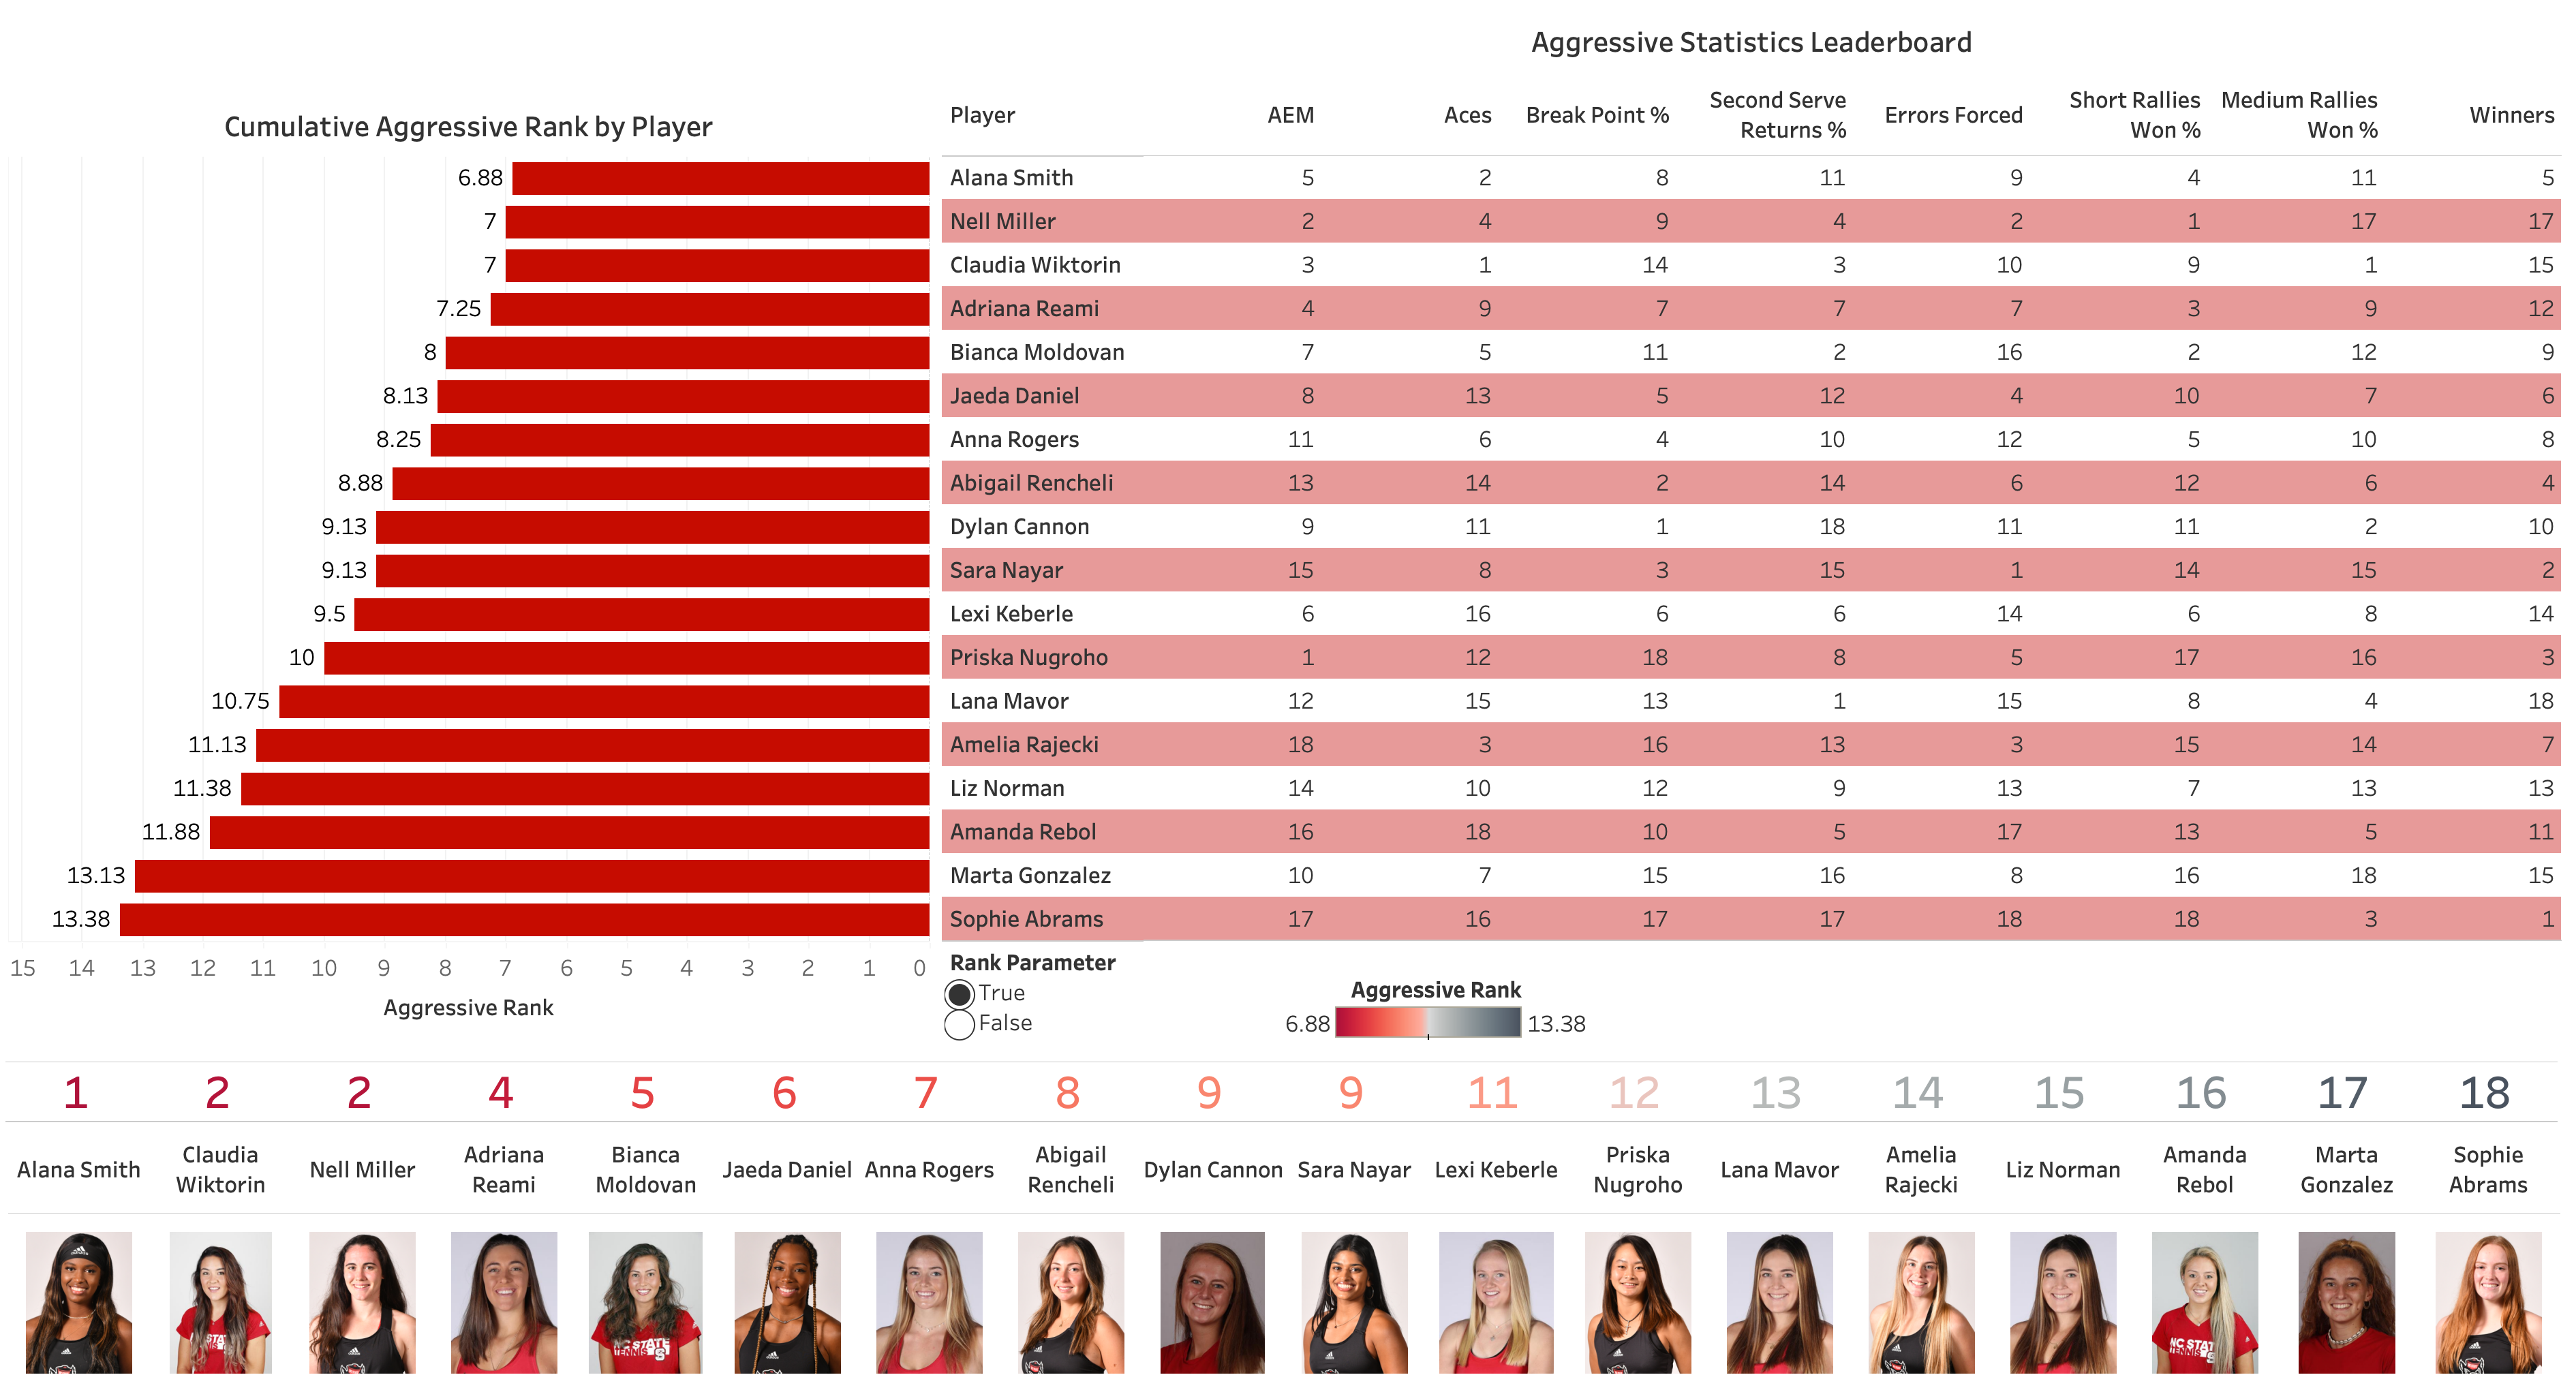 Aggressive Statistics Leaderboard
Cumulative Aggressive Rank by Player
Player AEM Aces Break Point % Second Serve Returns % Errors Forced Short Rallies Won % Medium Rallies Won % Winners
6.88 Alana Smith 5 2 8 11 9 4 11 5
7 Nell Miller 2 4 9 4 2 1 17 17
7 Claudia Wiktorin 3 1 14 3 10 9 1 15
7.25 Adriana Reami 4 9 7 7 7 3 9 12
8 Bianca Moldovan 7 5 11 2 16 2 12 9
8.13 Jaeda Daniel 8 13 5 12 4 10 7 6
8.25 Anna Rogers 11 6 4 10 12 5 10 8
8.88 Abigail Rencheli 13 14 2 14 6 12 6 4
9.13 Dylan Cannon 9 11 1 18 11 11 2 10
9.13 Sara Nayar 15 8 3 15 1 14 15 2
9.5 Lexi Keberle 6 16 6 6 14 6 8 14
10 Priska Nugroho 1 12 18 8 5 17 16 3
10.75 Lana Mavor 12 15 13 1 15 8 4 18
11.13 Amelia Rajecki 18 3 16 13 3 15 14 7
11.38 Liz Norman 14 10 12 9 13 7 13 13
11.88 Amanda Rebol 16 18 10 5 17 13 5 11
13.13 Marta Gonzalez 10 7 15 16 8 16 18 15
13.38 Sophie Abrams 17 16 17 17 18 18 3 1
15 14 13 12 11 10 9 8 7 6 5 4 3 2 1 0
Aggressive Rank
Rank Parameter
True
False
Aggressive Rank
6.88 13.38
1 2 2 4 5 6 7 8 9 9 11 12 13 14 15 16 17 18
Alana Smith
Claudia Wiktorin
Nell Miller
Adriana Reami
Bianca Moldovan
Jaeda Daniel
Anna Rogers
Abigail Rencheli
Dylan Cannon
Sara Nayar
Lexi Keberle
Priska Nugroho
Lana Mavor
Amelia Rajecki
Liz Norman
Amanda Rebol
Marta Gonzalez
Sophie Abrams
NC STATE
TENNIS